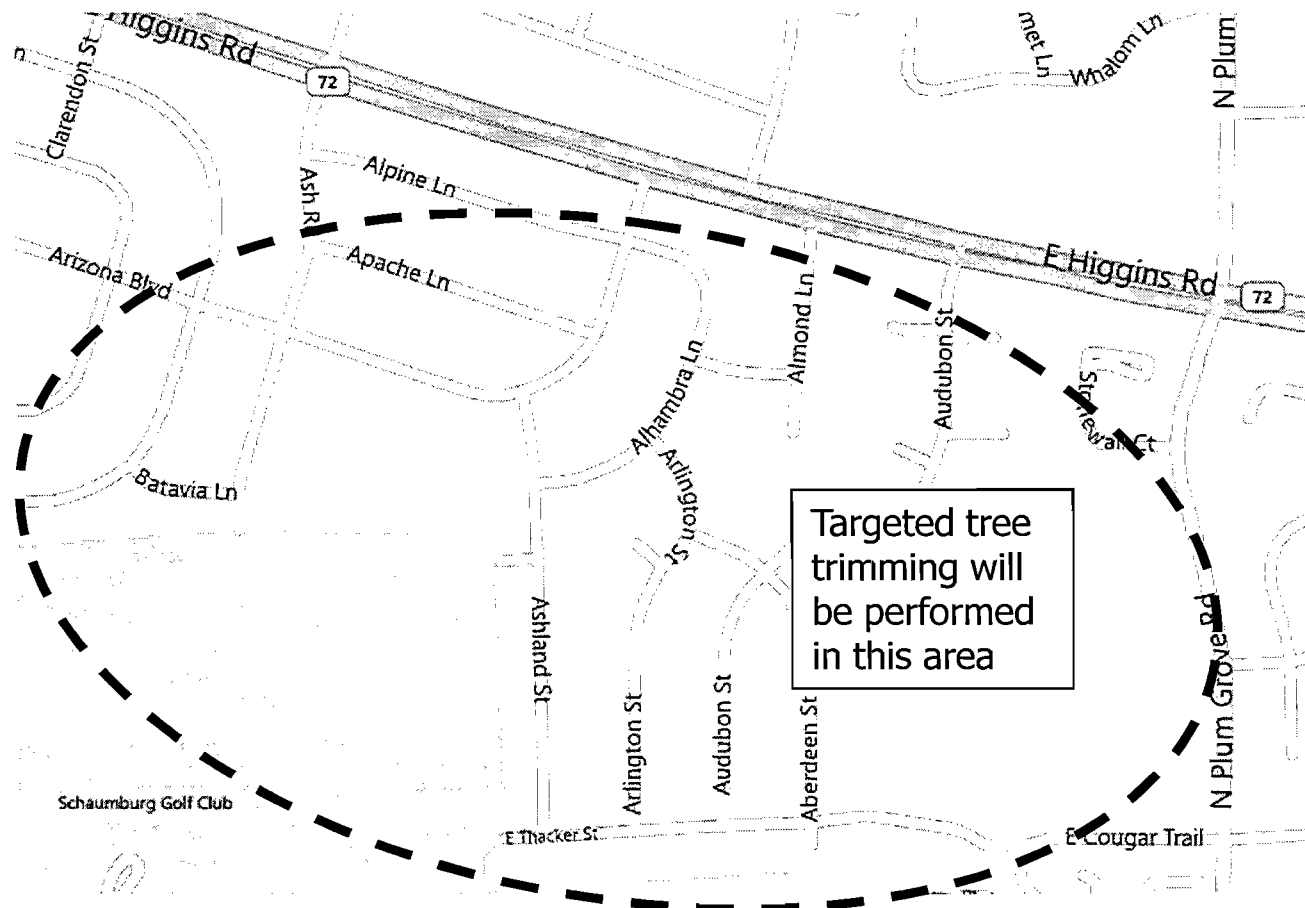 E Higgins Rd
72
Clarendon St
n
met Ln
Whalom Ln
N Plum
Alpine Ln
Ash R
Arizona Blvd
Apache Ln
E Higgins Rd
72
Almond Ln
Audubon St
Alhambra Ln
Arlington St
Batavia Ln
Targeted tree
trimming will
be performed
in this area
Ashland St
Arlington St
Audubon St
Aberdeen St
N Plum Grove Rd
Schaumburg Golf Club
E Thacker St
E Cougar Trail